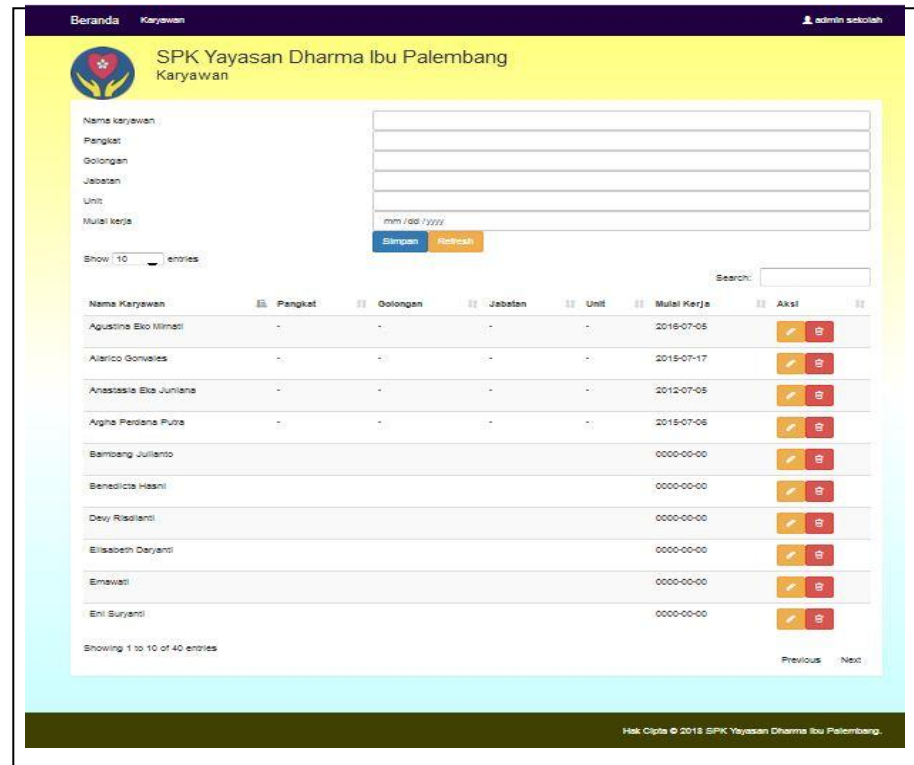 Beranda Karyawan admin sekolah
SPK Yayasan Dharma Ibu Palembang
Karyawan
Nama karyawan
Pangkat
Golongan
Jabatan
Unit
Mulai kerja mm / dd / yyyy
Simpan Refresh
Show 10 entries
Search:
Nama Karyawan Pangkat Golongan Jabatan Unit Mulai Kerja Aksi
Agustina Eko Mirnati - - - - 2016-07-05
Alarico Gonvales - - - - 2015-07-17
Anastasia Eka Juniana - - - - 2012-07-05
Argha Perdana Putra - - - - 2015-07-06
Bambang Julianto 0000-00-00
Benedicta Hasni 0000-00-00
Devy Risdianti 0000-00-00
Elisabeth Daryanti 0000-00-00
Ernawati 0000-00-00
Eni Suryanti 0000-00-00
Showing 1 to 10 of 40 entries
Previous Next
Hak Cipta © 2018 SPK Yayasan Dharma Ibu Palembang.